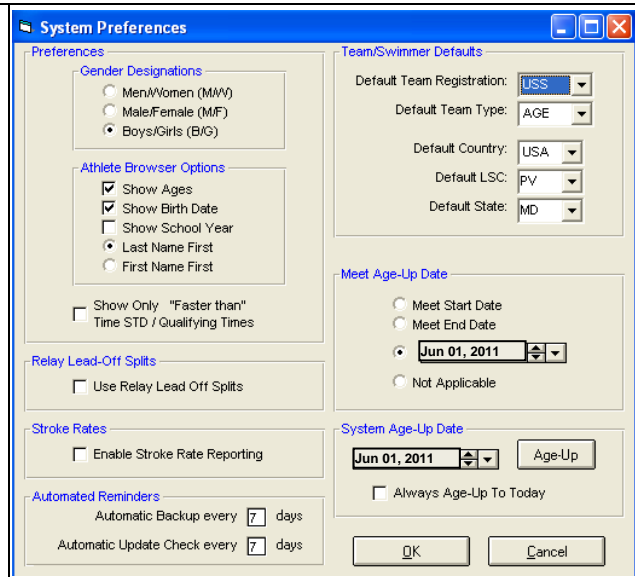 System Preferences
Preferences
Gender Designations
Men/Women (M/W)
Male/Female (M/F)
Boys/Girls (B/G)
Athlete Browser Options
Show Ages
Show Birth Date
Show School Year
Last Name First
First Name First
Show Only "Faster than"
Time STD / Qualifying Times
Relay Lead-Off Splits
Use Relay Lead Off Splits
Stroke Rates
Enable Stroke Rate Reporting
Automated Reminders
Automatic Backup every 7 days
Automatic Update Check every 7 days
Team/Swimmer Defaults
Default Team Registration: USS
Default Team Type: AGE
Default Country: USA
Default LSC: PV
Default State: MD
Meet Age-Up Date
Meet Start Date
Meet End Date
Jun 01, 2011
Not Applicable
System Age-Up Date
Jun 01, 2011 Age-Up
Always Age-Up To Today
OK Cancel